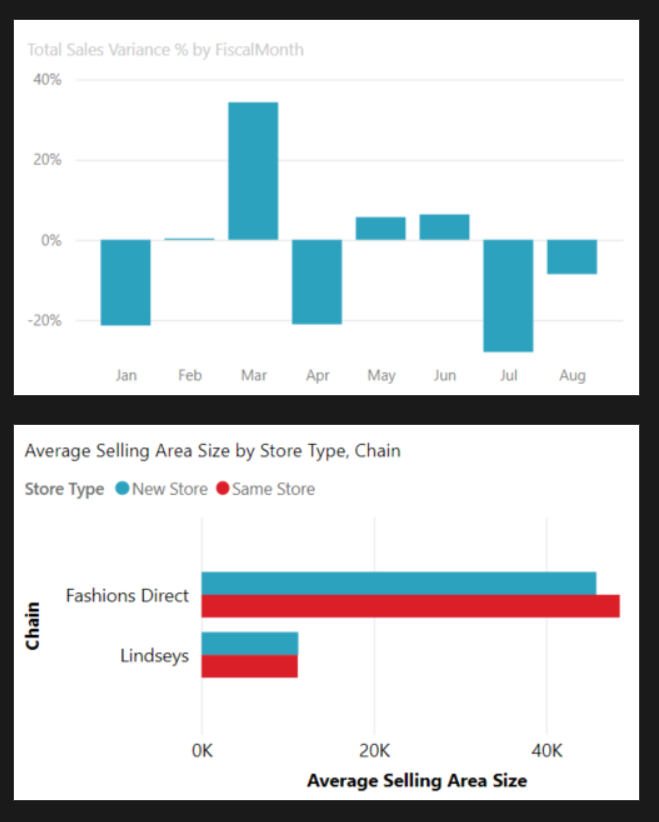 Total Sales Variance % by FiscalMonth
40%
20%
0%
-20%
Jan Feb Mar Apr May Jun Jul Aug
Average Selling Area Size by Store Type, Chain
Store Type New Store Same Store
Chain
Fashions Direct
Lindseys
0K 20K 40K
Average Selling Area Size